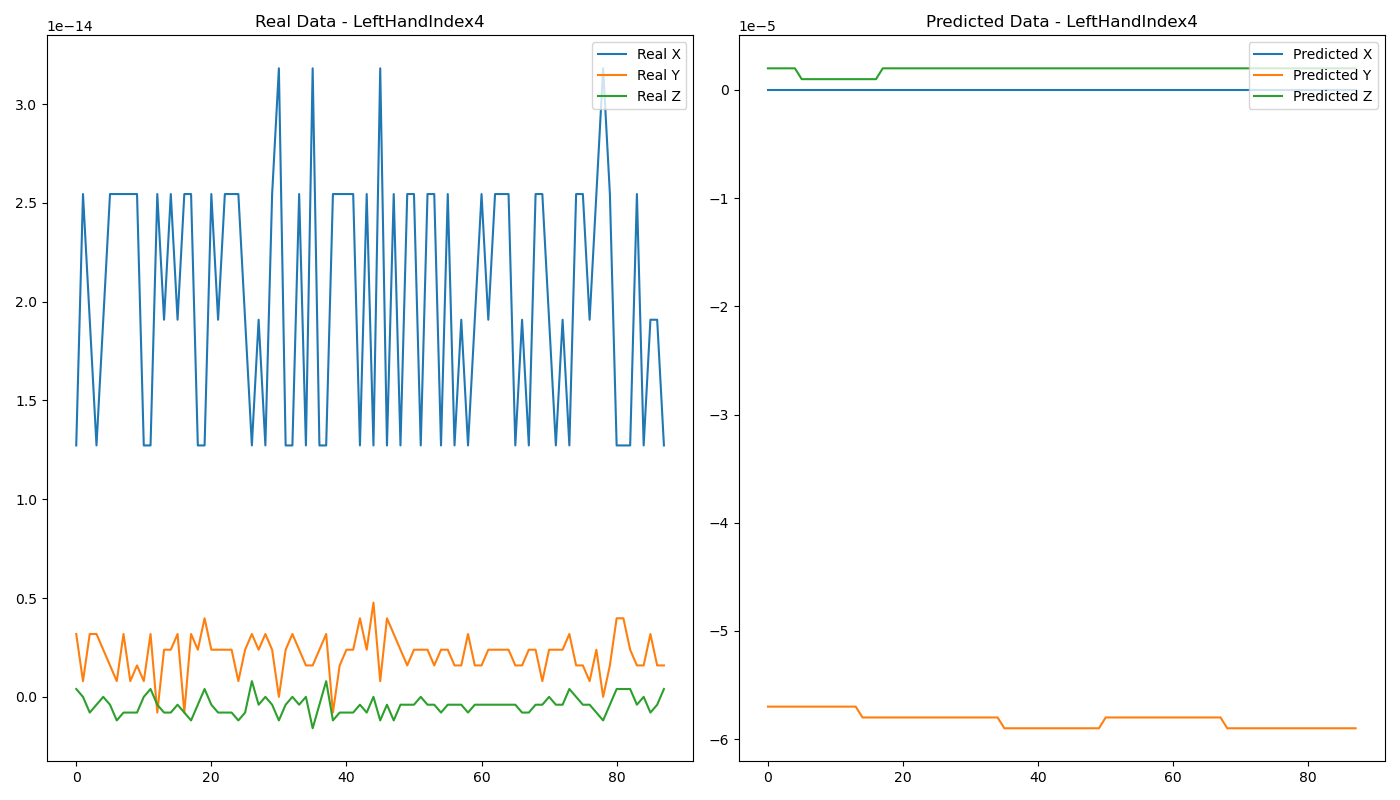 Real Data - LeftHandIndex4
1e−14
Real X
Real Y
Real Z
3.0
2.5
2.0
1.5
1.0
0.5
0.0
0 20 40 60 80
Predicted Data - LeftHandIndex4
1e−5
Predicted X
Predicted Y
Predicted Z
0
−1
−2
−3
−4
−5
−6
0 20 40 60 80